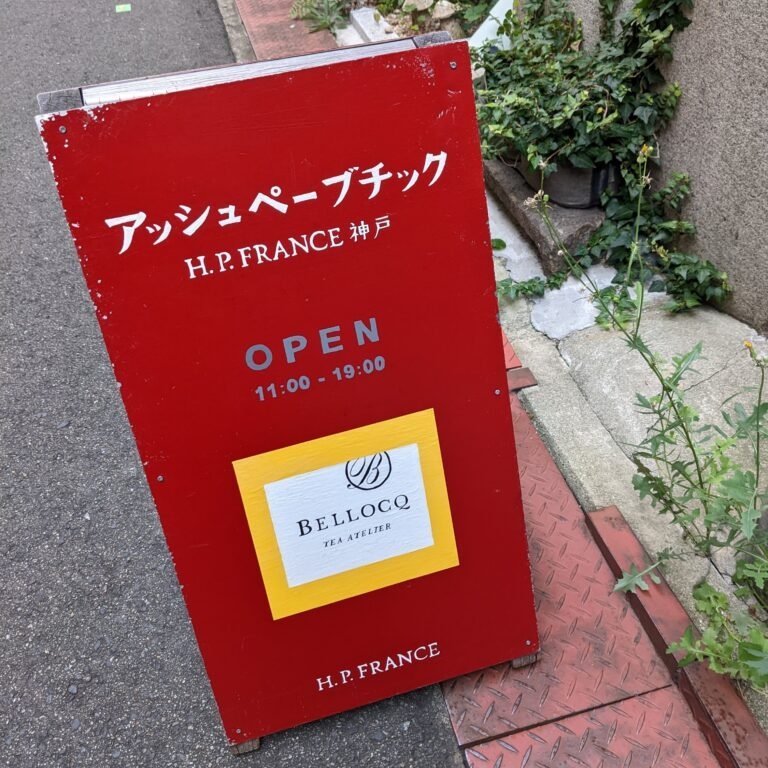 アッシュペーブチック
H.P.FRANCE 神戸
OPEN
11:00 - 19:00
B
BELLOCQ
TEA ATELIER
H.P.FRANCE